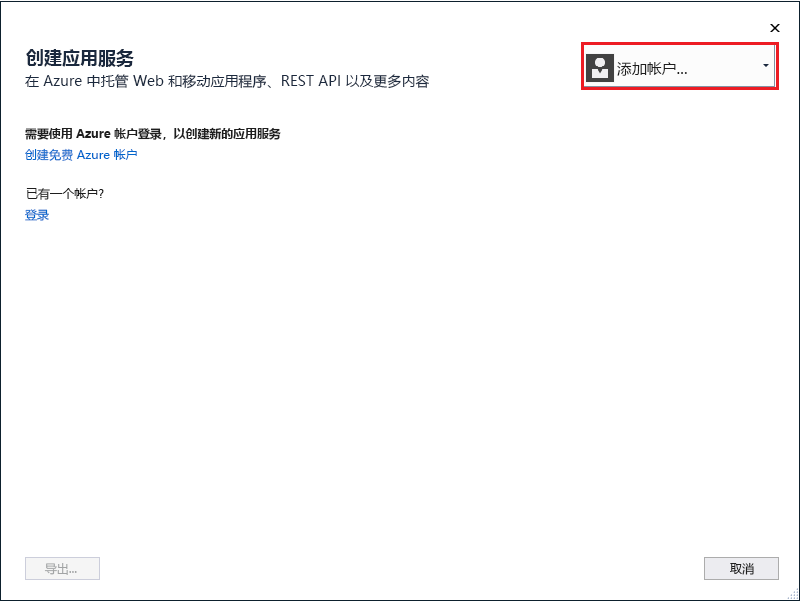 创建应用服务
在 Azure 中托管 Web 和移动应用程序、REST API 以及更多内容
添加帐户...
需要使用 Azure 帐户登录，以创建新的应用服务
创建免费 Azure 帐户
已有一个帐户?
登录
导出...
取消